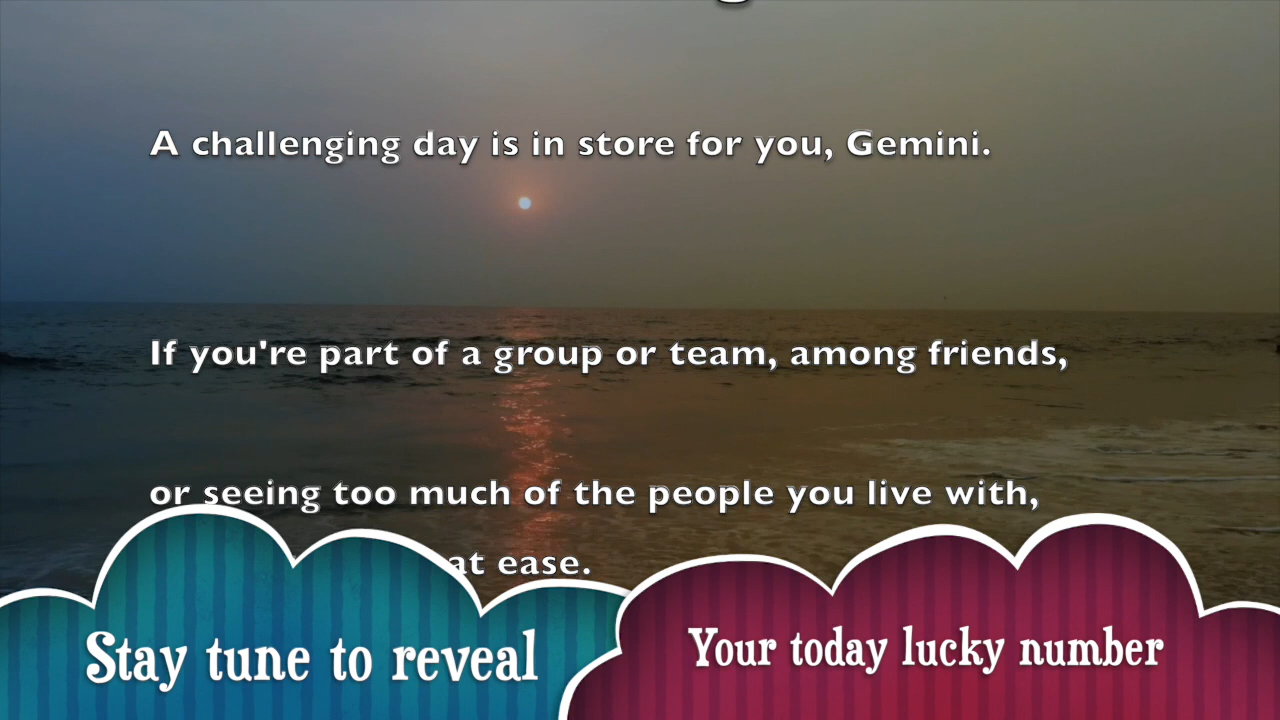 A challenging day is in store for you, Gemini.
If you're part of a group or team, among friends,
or seeing too much of the people you live with,
at ease.
Stay tune to reveal
Your today lucky number